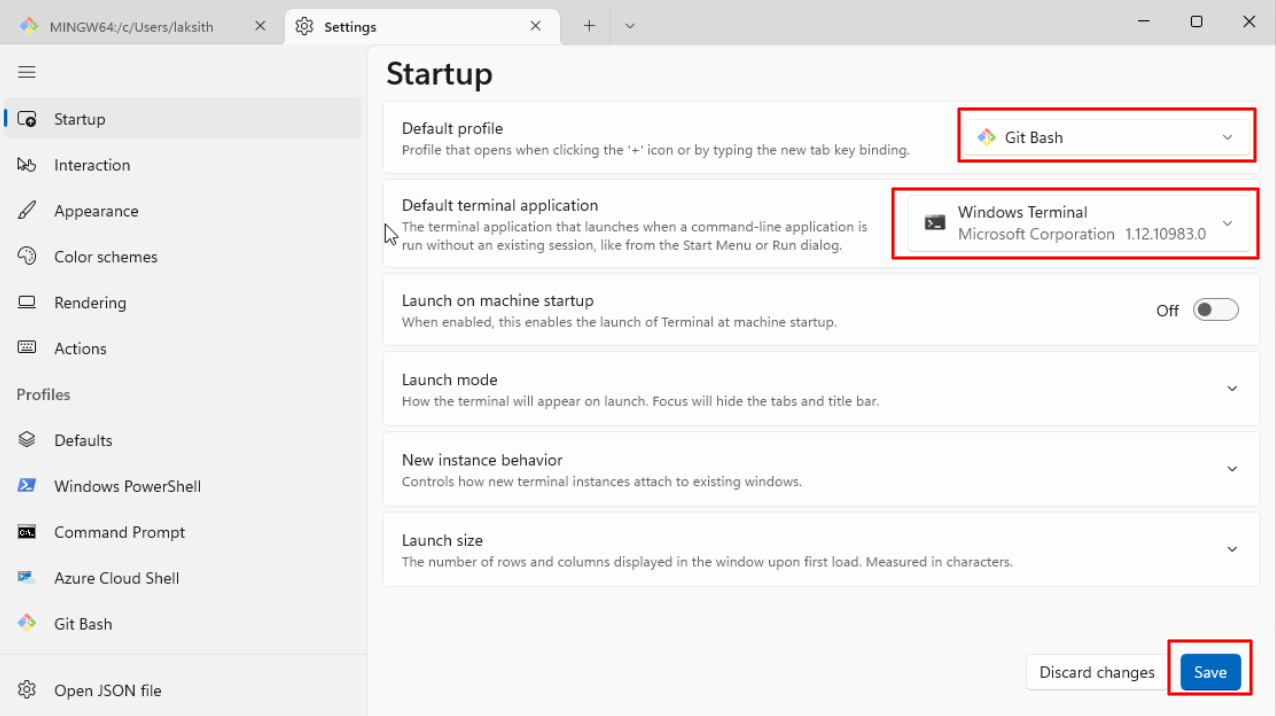 MINGW64:/c/Users/laksith
Settings
Startup
Interaction
Appearance
Color schemes
Rendering
Actions
Profiles
Defaults
Windows PowerShell
Command Prompt
Azure Cloud Shell
Git Bash
Open JSON file
Startup
Default profile
Profile that opens when clicking the '+' icon or by typing the new tab key binding.
Git Bash
Default terminal application
The terminal application that launches when a command-line application is
run without an existing session, like from the Start Menu or Run dialog.
Windows Terminal
Microsoft Corporation 1.12.10983.0
Launch on machine startup
When enabled, this enables the launch of Terminal at machine startup.
Off
Launch mode
How the terminal will appear on launch. Focus will hide the tabs and title bar.
New instance behavior
Controls how new terminal instances attach to existing windows.
Launch size
The number of rows and columns displayed in the window upon first load. Measured in characters.
Discard changes
Save